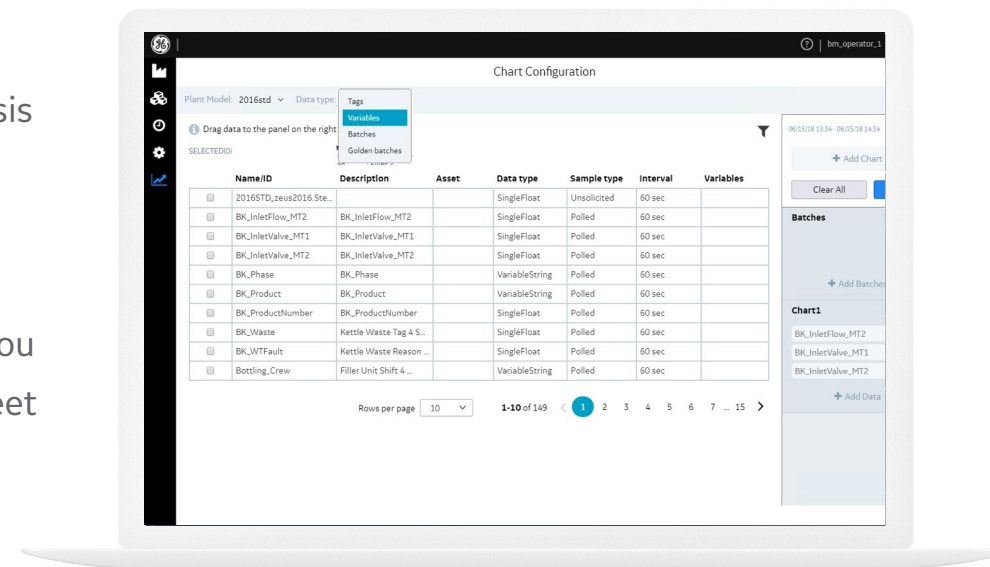 sis
ou
eet
bm_operator_1
Chart Configuration
Plant Model: 2016std Data type:
Tags
Variables
Batches
Golden batches
Drag data to the panel on the right
SELECTED(0)
Name/ID Description Asset Data type Sample type Interval Variables
2016STD_zeus2016.Ste... SingleFloat Unsolicited 60 sec
BK_InletFlow_MT2 BK_InletFlow_MT2 SingleFloat Polled 60 sec
BK_InletValve_MT1 BK_InletValve_MT1 SingleFloat Polled 60 sec
BK_InletValve_MT2 BK_InletValve_MT2 SingleFloat Polled 60 sec
BK_Phase BK_Phase VariableString Polled 60 sec
BK_Product BK_Product VariableString Polled 60 sec
BK_ProductNumber BK_ProductNumber SingleFloat Polled 60 sec
BK_Waste Kettle Waste Tag 4 S... SingleFloat Polled 60 sec
BK_WTFault Kettle Waste Reason ... SingleFloat Polled 60 sec
Bottling_Crew Filler Unit Shift 4 ... VariableString Polled 60 sec
Rows per page 10 1-10 of 149 1 2 3 4 5 6 7 ... 15
06/15/18 13:34 - 06/15/18 14:34
+ Add Chart
Clear All
Batches
+ Add Batches
Chart1
BK_InletFlow_MT2
BK_InletValve_MT1
BK_InletValve_MT2
+ Add Data